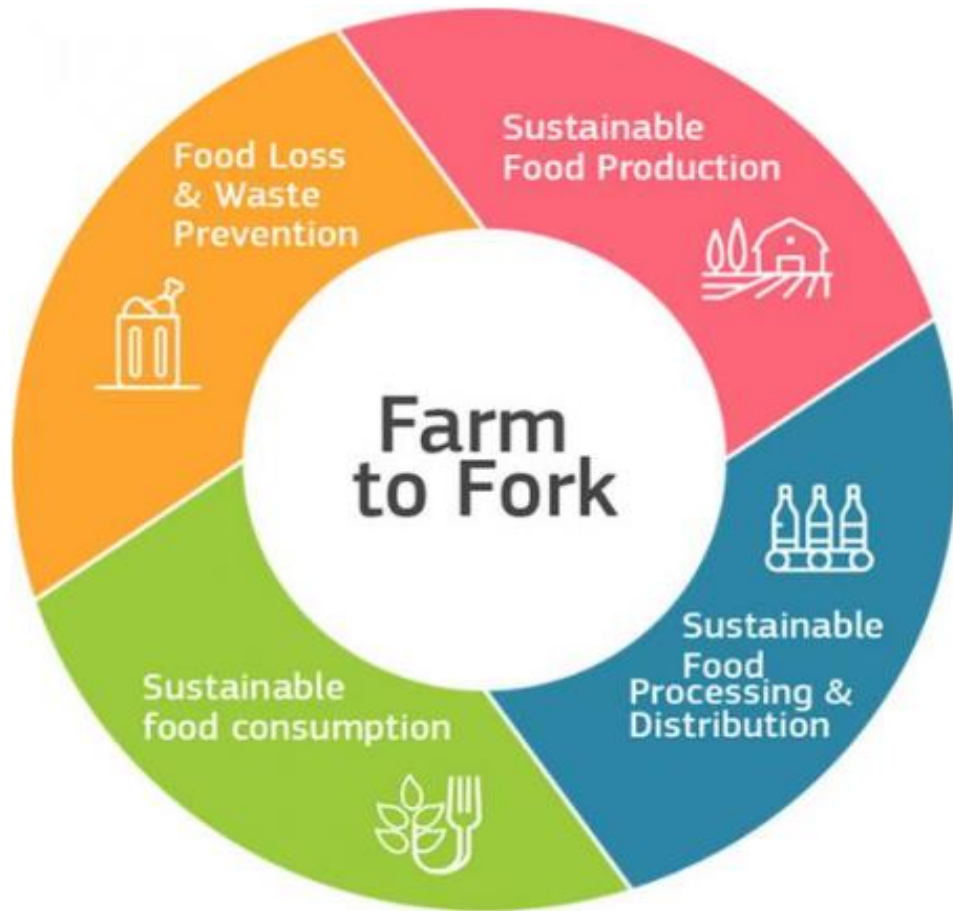 Food Loss
& Waste
Prevention
Sustainable
Food Production
Farm
to Fork
Sustainable
Food
Processing &
Distribution
Sustainable
food consumption